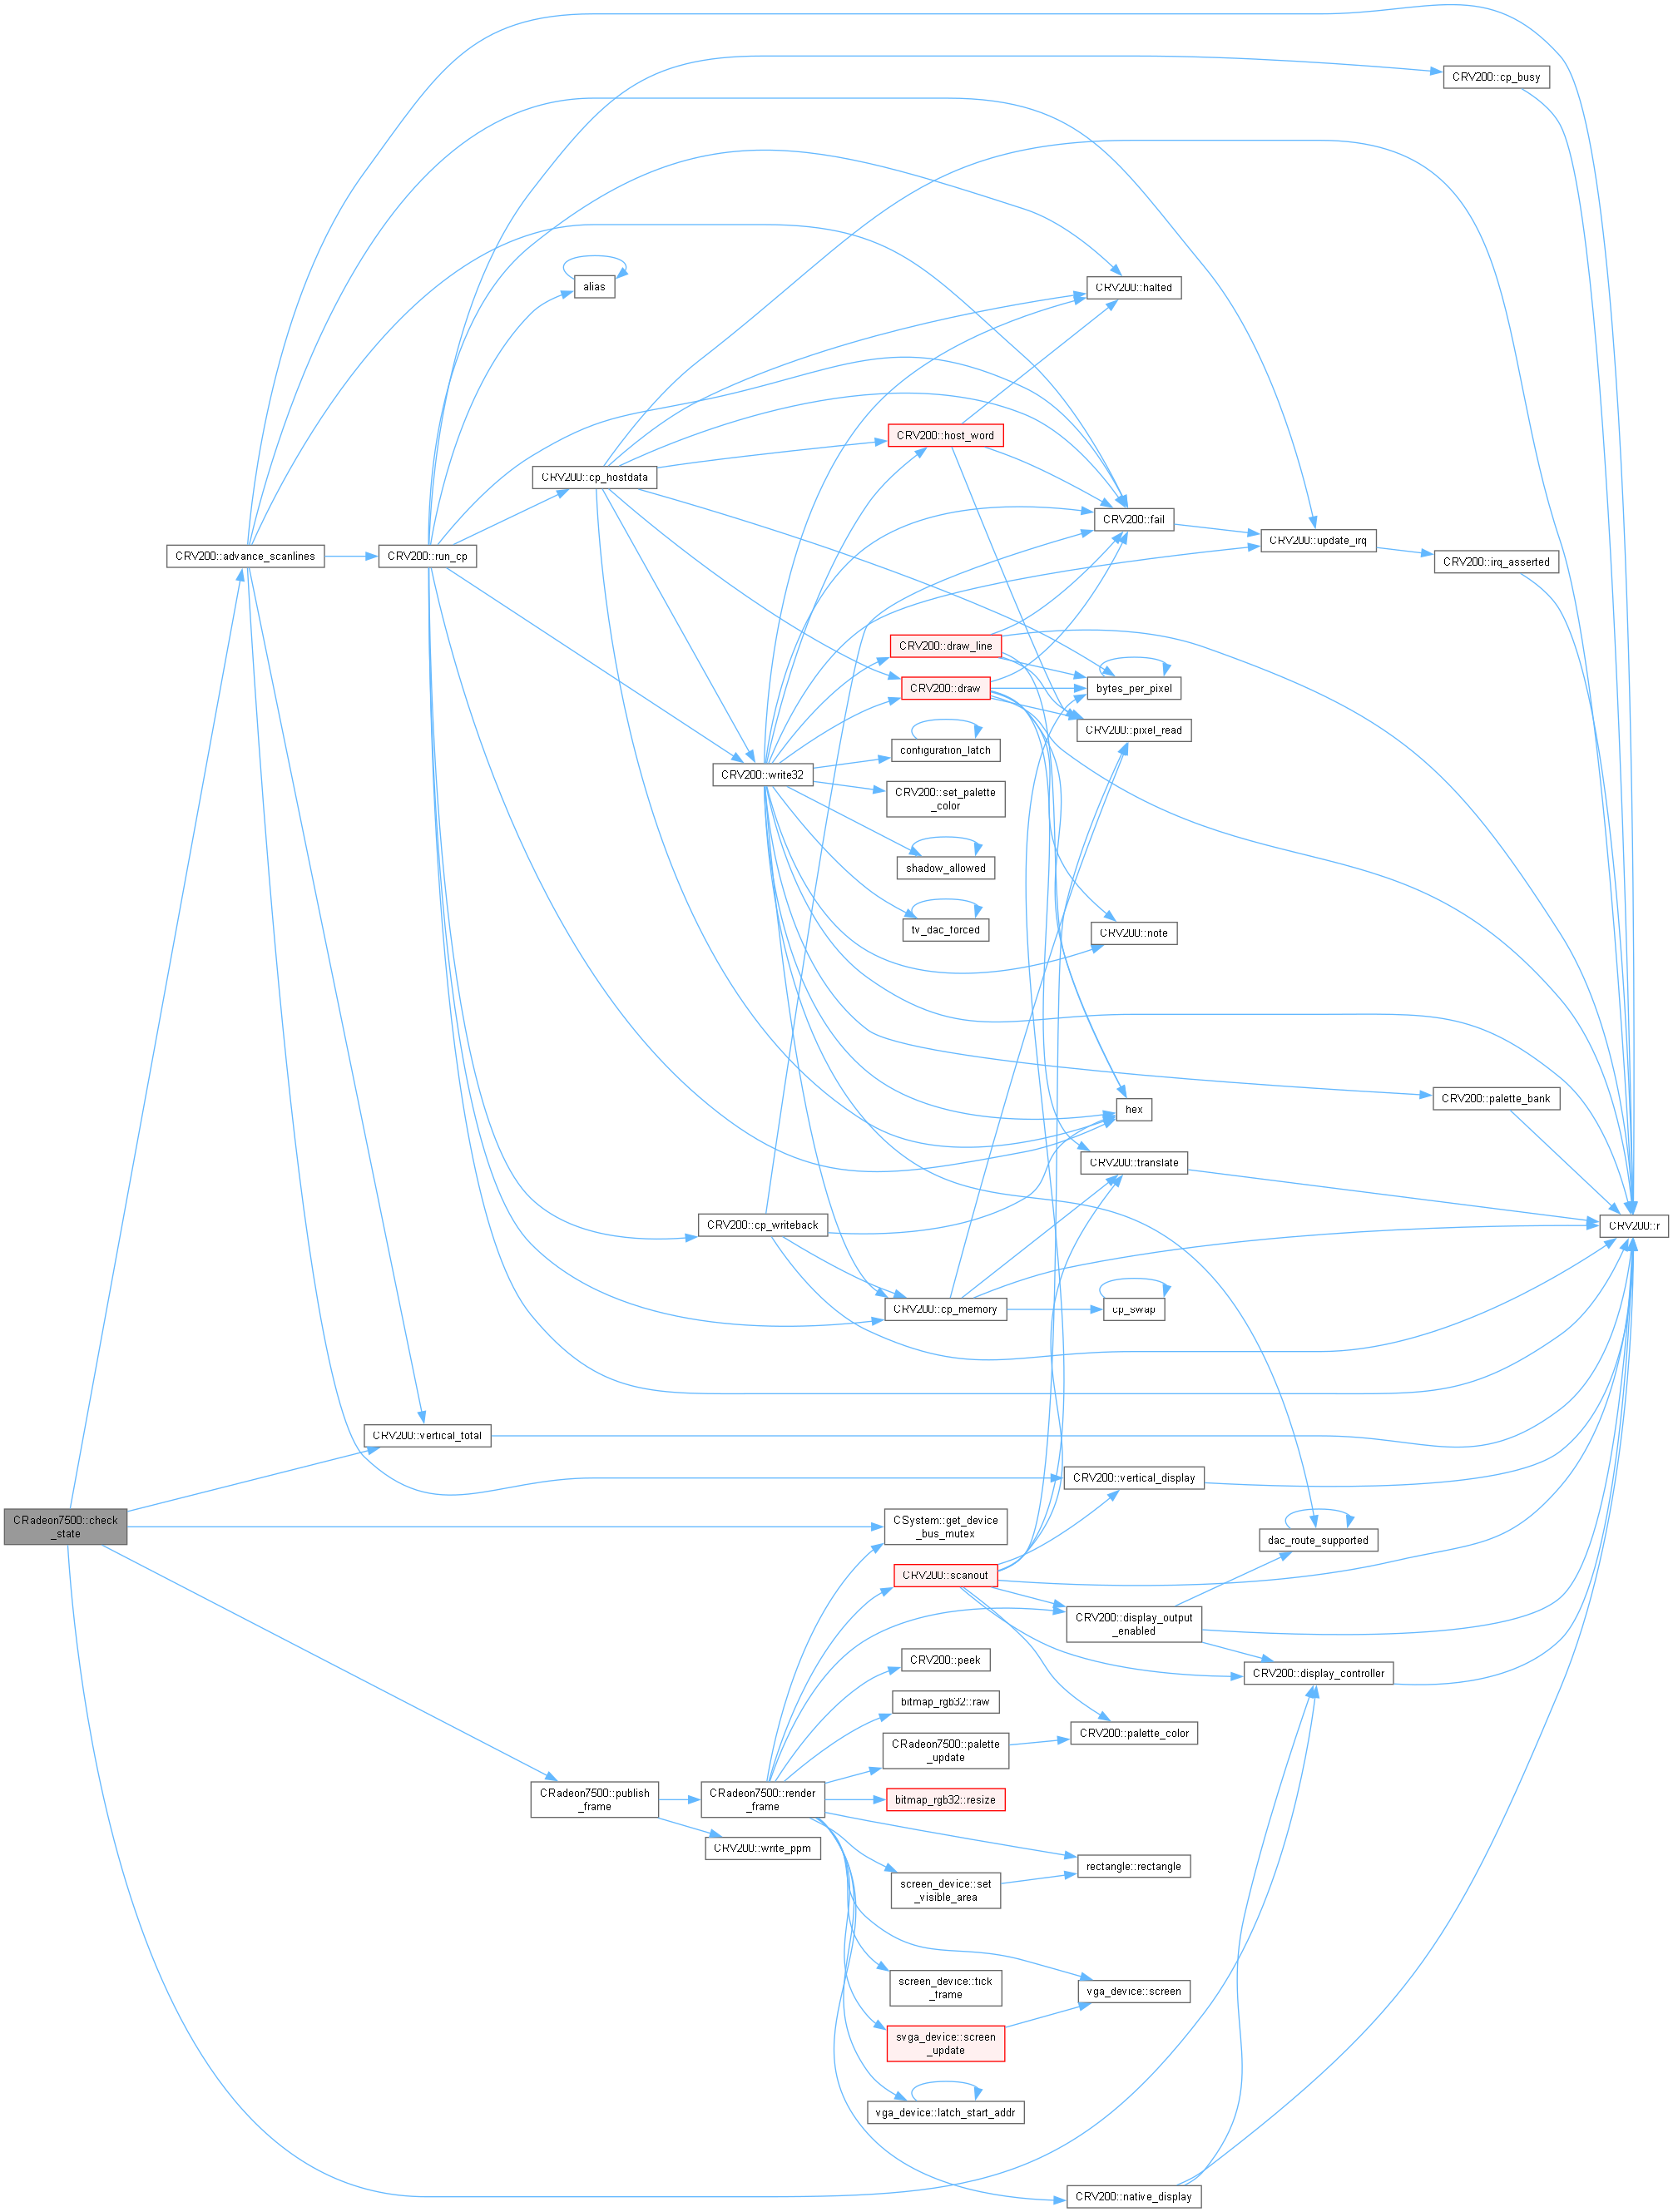 CRV200::cp_busy
alias
CRV200::halted
CRV200::host_word
CRV200::cp_hostdata
CRV200::fail
CRV200::update_irq
CRV200::advance_scanlines
CRV200::run_cp
CRV200::irq_asserted
CRV200::draw_line
CRV200::draw
bytes_per_pixel
CRV200::pixel_read
configuration_latch
CRV200::write32
CRV200::set_palette
_color
shadow_allowed
tv_dac_forced
CRV200::note
CRV200::palette_bank
hex
CRV200::translate
CRV200::cp_writeback
CRV200::r
CRV200::cp_memory
cp_swap
CRV200::vertical_total
CRV200::vertical_display
CRadeon7500::check
_state
CSystem::get_device
_bus_mutex
dac_route_supported
CRV200::scanout
CRV200::display_output
_enabled
CRV200::peek
CRV200::display_controller
bitmap_rgb32::raw
CRV200::palette_color
CRadeon7500::palette
_update
CRadeon7500::publish
_frame
CRadeon7500::render
_frame
bitmap_rgb32::resize
CRV200::write_ppm
rectangle::rectangle
screen_device::set
_visible_area
screen_device::tick
_frame
vga_device::screen
svga_device::screen
_update
vga_device::latch_start_addr
CRV200::native_display